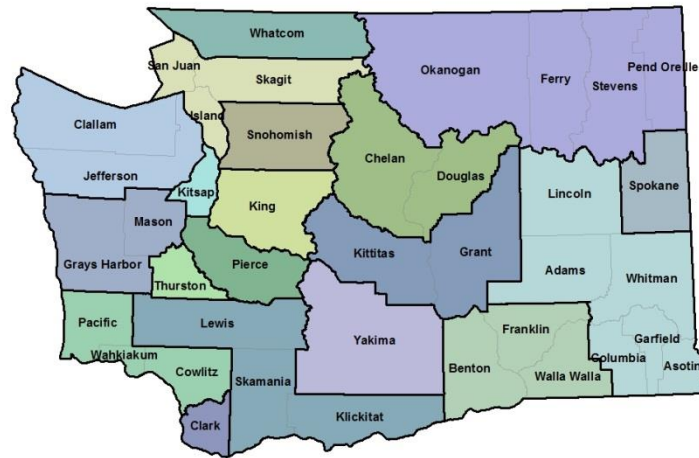 Whatcom
San Juan
Skagit
Okanogan
Ferry
Stevens
Pend Oreille
Island
Clallam
Snohomish
Chelan
Douglas
Jefferson
Kitsap
King
Lincoln
Spokane
Mason
Grays Harbor
Pierce
Kittitas
Grant
Adams
Whitman
Thurston
Pacific
Lewis
Yakima
Franklin
Garfield
Wahkiakum
Cowlitz
Skamania
Benton
Walla Walla
Columbia
Asotin
Clark
Klickitat